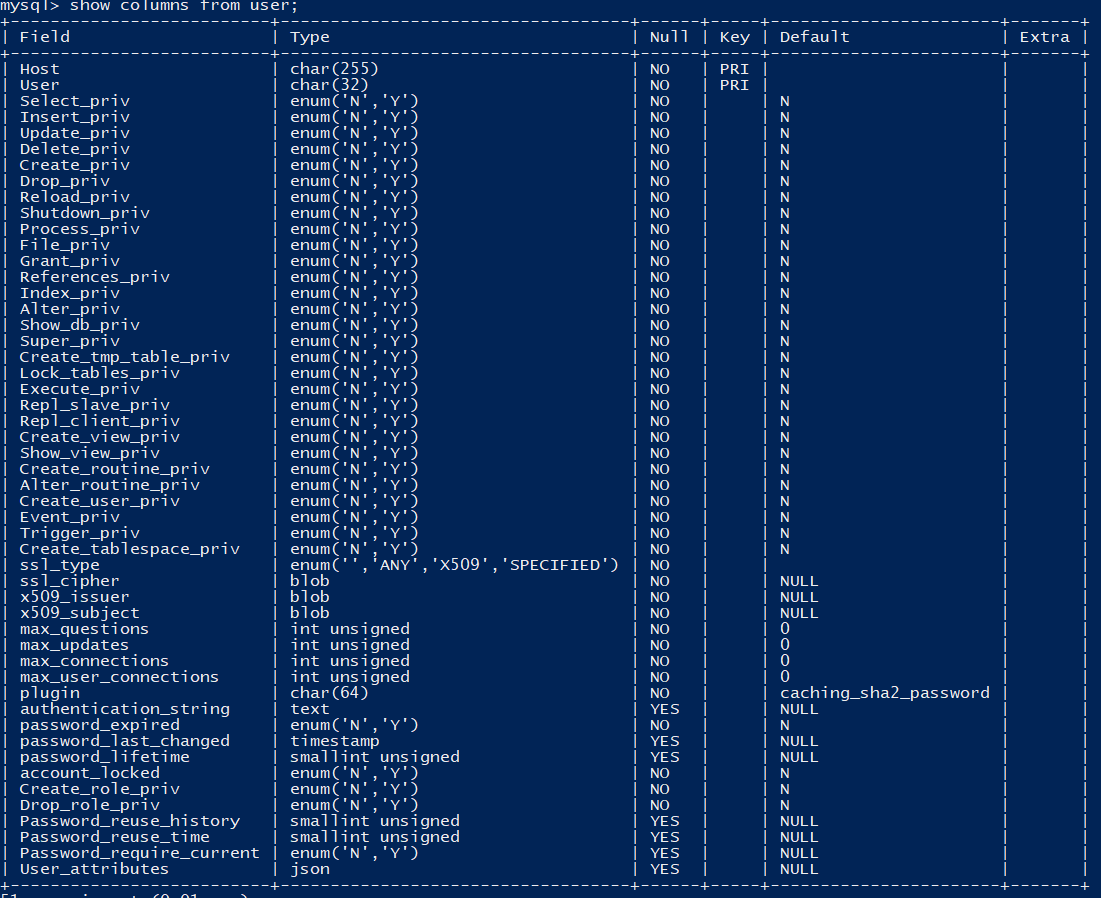 mysql> show columns from user;
+--------------------------+-----------------------------------+------+-----+-----------------------+-------+
| Field                    | Type                              | Null | Key | Default               | Extra |
+--------------------------+-----------------------------------+------+-----+-----------------------+-------+
| Host                     | char(255)                         | NO   | PRI |                       |       |
| User                     | char(32)                          | NO   | PRI |                       |       |
| Select_priv              | enum('N','Y')                     | NO   |     | N                     |       |
| Insert_priv              | enum('N','Y')                     | NO   |     | N                     |       |
| Update_priv              | enum('N','Y')                     | NO   |     | N                     |       |
| Delete_priv              | enum('N','Y')                     | NO   |     | N                     |       |
| Create_priv              | enum('N','Y')                     | NO   |     | N                     |       |
| Drop_priv                | enum('N','Y')                     | NO   |     | N                     |       |
| Reload_priv              | enum('N','Y')                     | NO   |     | N                     |       |
| Shutdown_priv            | enum('N','Y')                     | NO   |     | N                     |       |
| Process_priv             | enum('N','Y')                     | NO   |     | N                     |       |
| File_priv                | enum('N','Y')                     | NO   |     | N                     |       |
| Grant_priv               | enum('N','Y')                     | NO   |     | N                     |       |
| References_priv          | enum('N','Y')                     | NO   |     | N                     |       |
| Index_priv               | enum('N','Y')                     | NO   |     | N                     |       |
| Alter_priv               | enum('N','Y')                     | NO   |     | N                     |       |
| Show_db_priv             | enum('N','Y')                     | NO   |     | N                     |       |
| Super_priv               | enum('N','Y')                     | NO   |     | N                     |       |
| Create_tmp_table_priv    | enum('N','Y')                     | NO   |     | N                     |       |
| Lock_tables_priv         | enum('N','Y')                     | NO   |     | N                     |       |
| Execute_priv             | enum('N','Y')                     | NO   |     | N                     |       |
| Repl_slave_priv          | enum('N','Y')                     | NO   |     | N                     |       |
| Repl_client_priv         | enum('N','Y')                     | NO   |     | N                     |       |
| Create_view_priv         | enum('N','Y')                     | NO   |     | N                     |       |
| Show_view_priv           | enum('N','Y')                     | NO   |     | N                     |       |
| Create_routine_priv      | enum('N','Y')                     | NO   |     | N                     |       |
| Alter_routine_priv       | enum('N','Y')                     | NO   |     | N                     |       |
| Create_user_priv         | enum('N','Y')                     | NO   |     | N                     |       |
| Event_priv               | enum('N','Y')                     | NO   |     | N                     |       |
| Trigger_priv             | enum('N','Y')                     | NO   |     | N                     |       |
| Create_tablespace_priv   | enum('N','Y')                     | NO   |     | N                     |       |
| ssl_type                 | enum('','ANY','X509','SPECIFIED') | NO   |     |                       |       |
| ssl_cipher               | blob                              | NO   |     | NULL                  |       |
| x509_issuer              | blob                              | NO   |     | NULL                  |       |
| x509_subject             | blob                              | NO   |     | NULL                  |       |
| max_questions            | int unsigned                      | NO   |     | 0                     |       |
| max_updates              | int unsigned                      | NO   |     | 0                     |       |
| max_connections          | int unsigned                      | NO   |     | 0                     |       |
| max_user_connections     | int unsigned                      | NO   |     | 0                     |       |
| plugin                   | char(64)                          | NO   |     | caching_sha2_password |       |
| authentication_string    | text                              | YES  |     | NULL                  |       |
| password_expired         | enum('N','Y')                     | NO   |     | N                     |       |
| password_last_changed    | timestamp                         | YES  |     | NULL                  |       |
| password_lifetime        | smallint unsigned                 | YES  |     | NULL                  |       |
| account_locked           | enum('N','Y')                     | NO   |     | N                     |       |
| Create_role_priv         | enum('N','Y')                     | NO   |     | N                     |       |
| Drop_role_priv           | enum('N','Y')                     | NO   |     | N                     |       |
| Password_reuse_history   | smallint unsigned                 | YES  |     | NULL                  |       |
| Password_reuse_time      | smallint unsigned                 | YES  |     | NULL                  |       |
| Password_require_current | enum('N','Y')                     | YES  |     | NULL                  |       |
| User_attributes          | json                              | YES  |     | NULL                  |       |
+--------------------------+-----------------------------------+------+-----+-----------------------+-------+